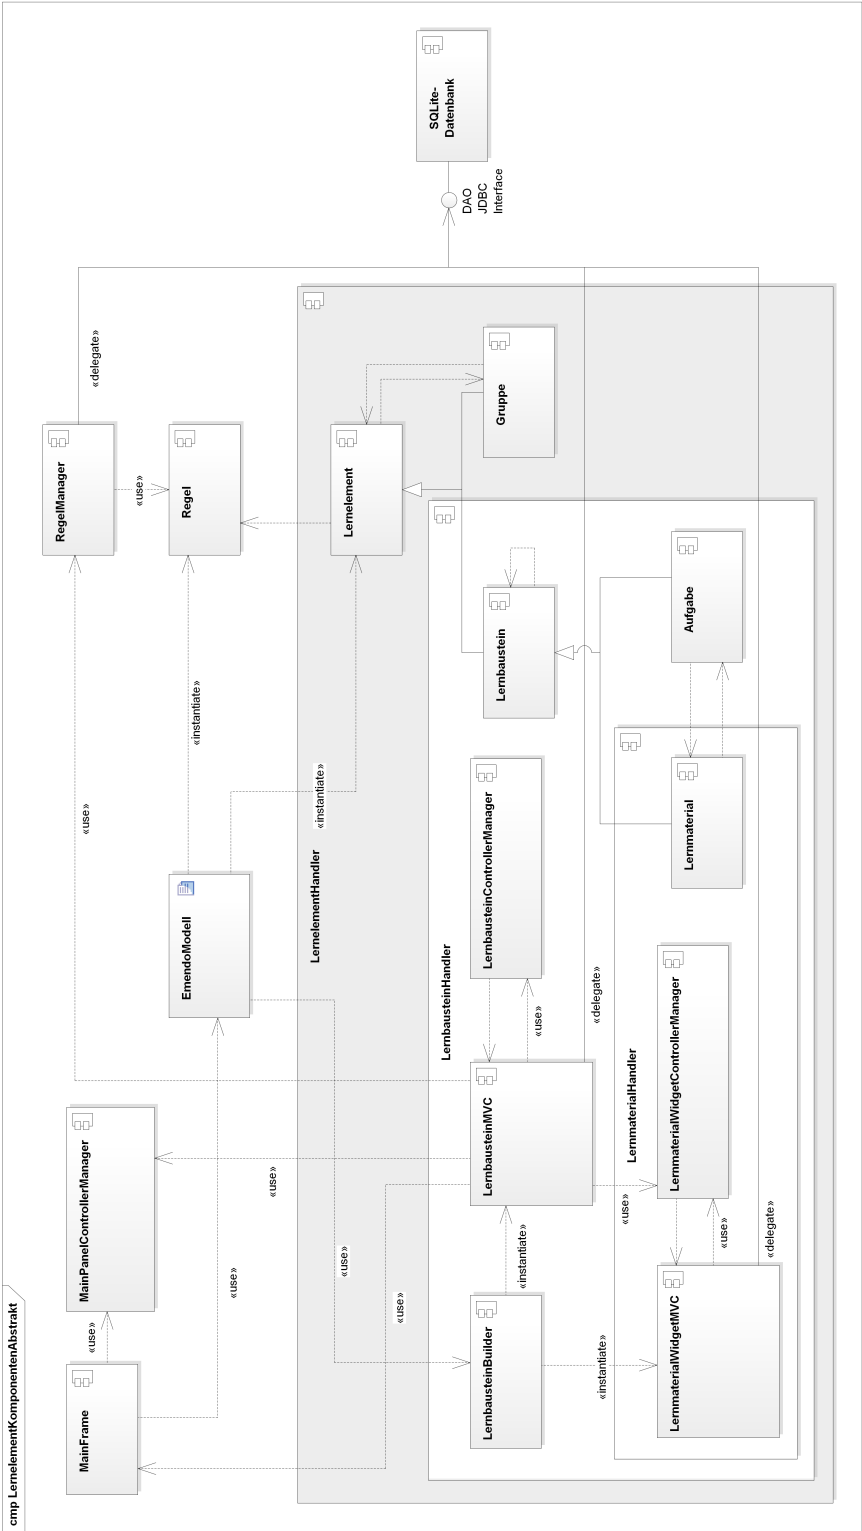 cmp LernelementKomponentenAbstrakt
MainFrame
«use»
MainPanelControllerManager
«use»
RegelManager
«delegate»
«use»
«use»
EmendoModell
«instantiate»
Regel
«use»
«instantiate»
LernelementHandler
Lernelement
«use»
«use»
SQLite-
Datenbank
DAO
JDBC
Interface
LernbausteinHandler
LernbausteinBuilder
«instantiate»
LernbausteinMVC
«use»
LernbausteinControllerManager
Lernbaustein
Gruppe
«delegate»
«instantiate»
«use»
LernmaterialHandler
LernmaterialWidgetMVC
«use»
LernmaterialWidgetControllerManager
Lernmaterial
Aufgabe
«delegate»